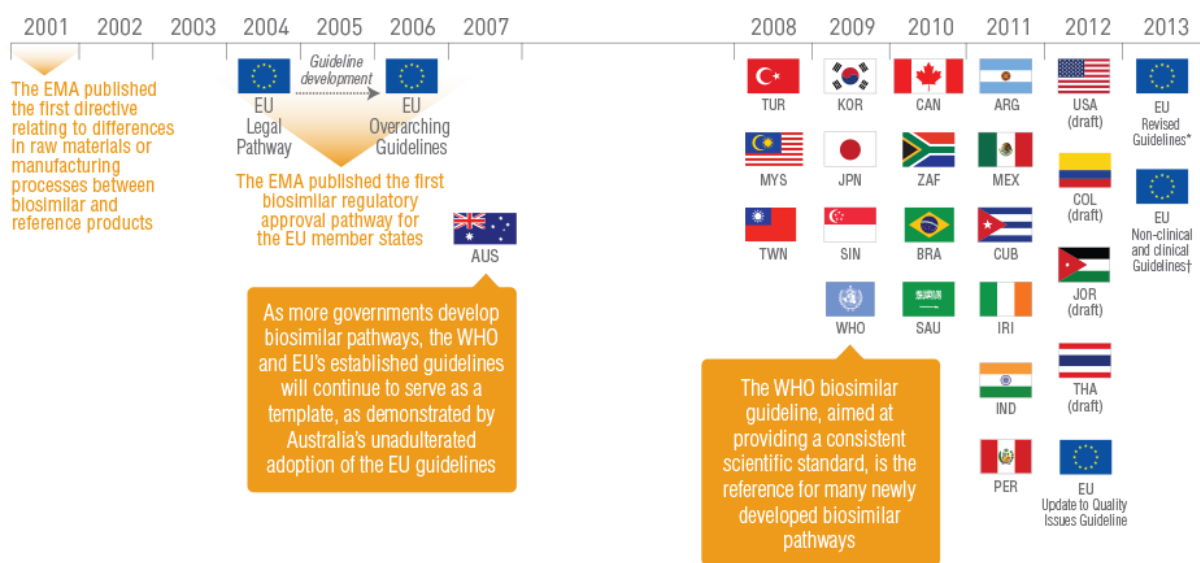 2001 2002 2003 2004 2005 2006 2007 2008 2009 2010 2011 2012 2013
The EMA published
the first directive
relating to differences
in raw materials or
manufacturing
processes between
biosimilar and
reference products
EU
Legal
Pathway
Guideline
development
EU
Overarching
Guidelines
The EMA published the first
biosimilar regulatory
approval pathway for
the EU member states
AUS
As more governments develop
biosimilar pathways, the WHO
and EU's established guidelines
will continue to serve as a
template, as demonstrated by
Australia's unadulterated
adoption of the EU guidelines
TUR
MYS
TWN
KOR
JPN
SIN
WHO
The WHO biosimilar
guideline, aimed at
providing a consistent
scientific standard, is the
reference for many newly
developed biosimilar
pathways
CAN
ZAF
BRA
SAU
ARG
MEX
CUB
IRI
IND
PER
USA
(draft)
COL
(draft)
JOR
(draft)
THA
(draft)
EU
Update to Quality
Issues Guideline
EU
Revised
Guidelines*
EU
Non-clinical
and clinical
Guidelines†